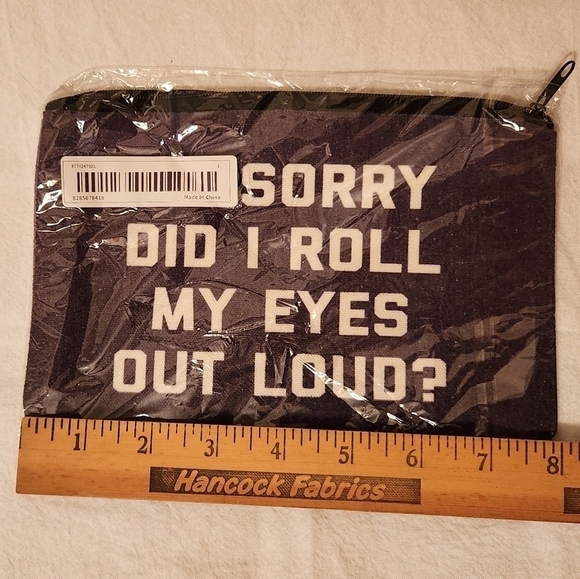 SORRY
DID I ROLL
MY EYES
OUT LOUD?
Made In China
1 2 3 4 5 6 7 8
Hancock Fabrics